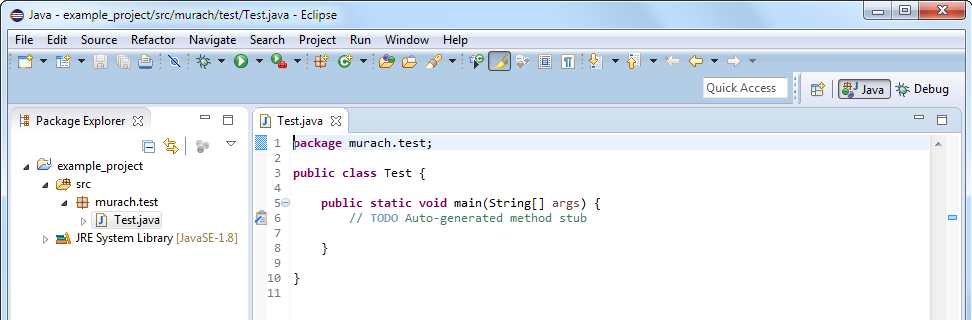 Java - example_project/src/murach/test/Test.java - Eclipse
File Edit Source Refactor Navigate Search Project Run Window Help
Quick Access Java Debug
Package Explorer
example_project
src
murach.test
Test.java
JRE System Library [JavaSE-1.8]
Test.java
1 package murach.test;
2
3 public class Test {
4
5 public static void main(String[] args) {
6 // TODO Auto-generated method stub
7
8 }
9
10 }
11